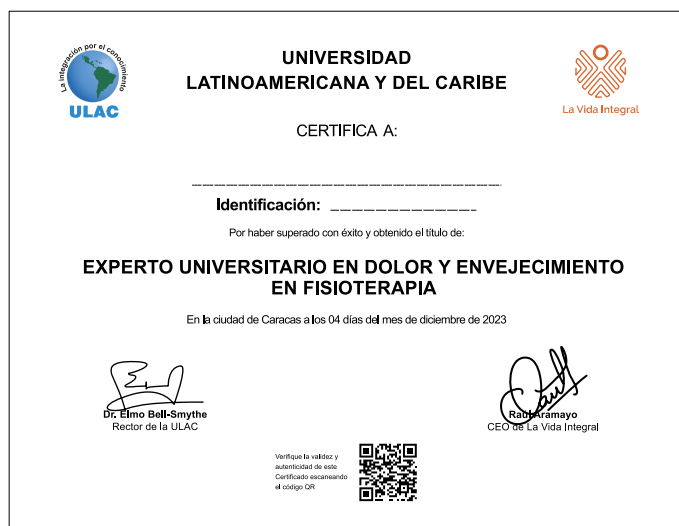 La integración por el conocimiento
ULAC
UNIVERSIDAD
LATINOAMERICANA Y DEL CARIBE
La Vida Integral
CERTIFICA A:
Identificación:
Por haber superado con éxito y obtenido el título de:
EXPERTO UNIVERSITARIO EN DOLOR Y ENVEJECIMIENTO
EN FISIOTERAPIA
En la ciudad de Caracas a los 04 días del mes de diciembre de 2023
Dr. Elmo Bell-Smythe
Rector de la ULAC
Raúl Aramayo
CEO de La Vida Integral
Verifique la validez y
autenticidad de este
Certificado escaneando
el código QR